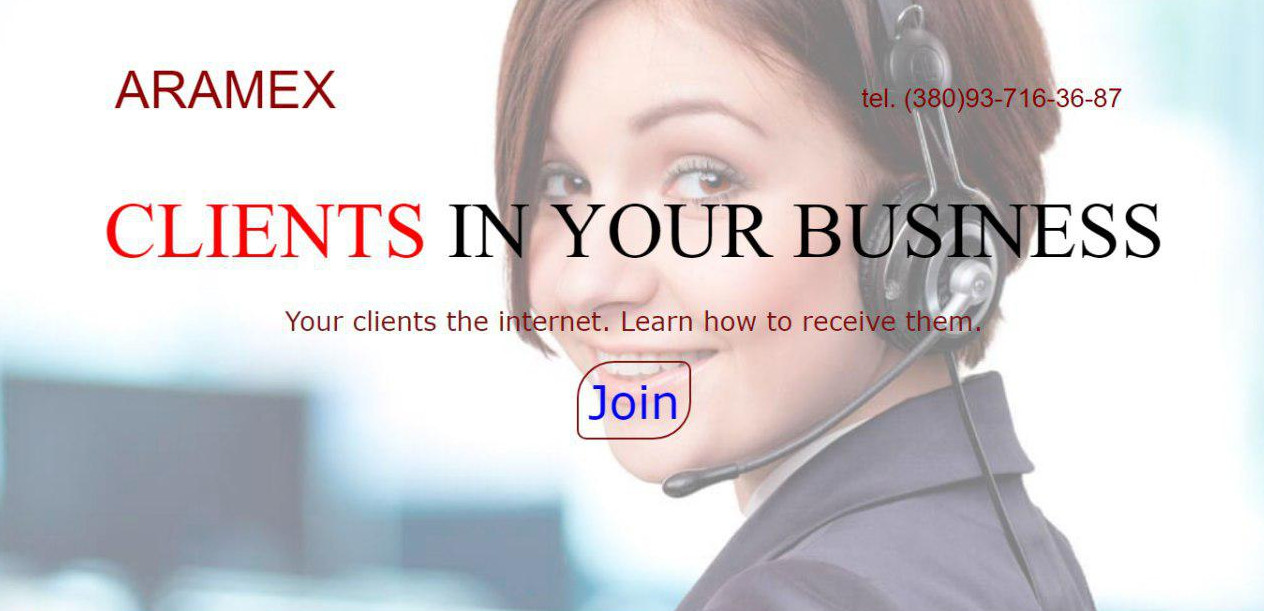 ARAMEX
tel. (380)93-716-36-87
CLIENTS IN YOUR BUSINESS
Your clients the internet. Learn how to receive them.
Join